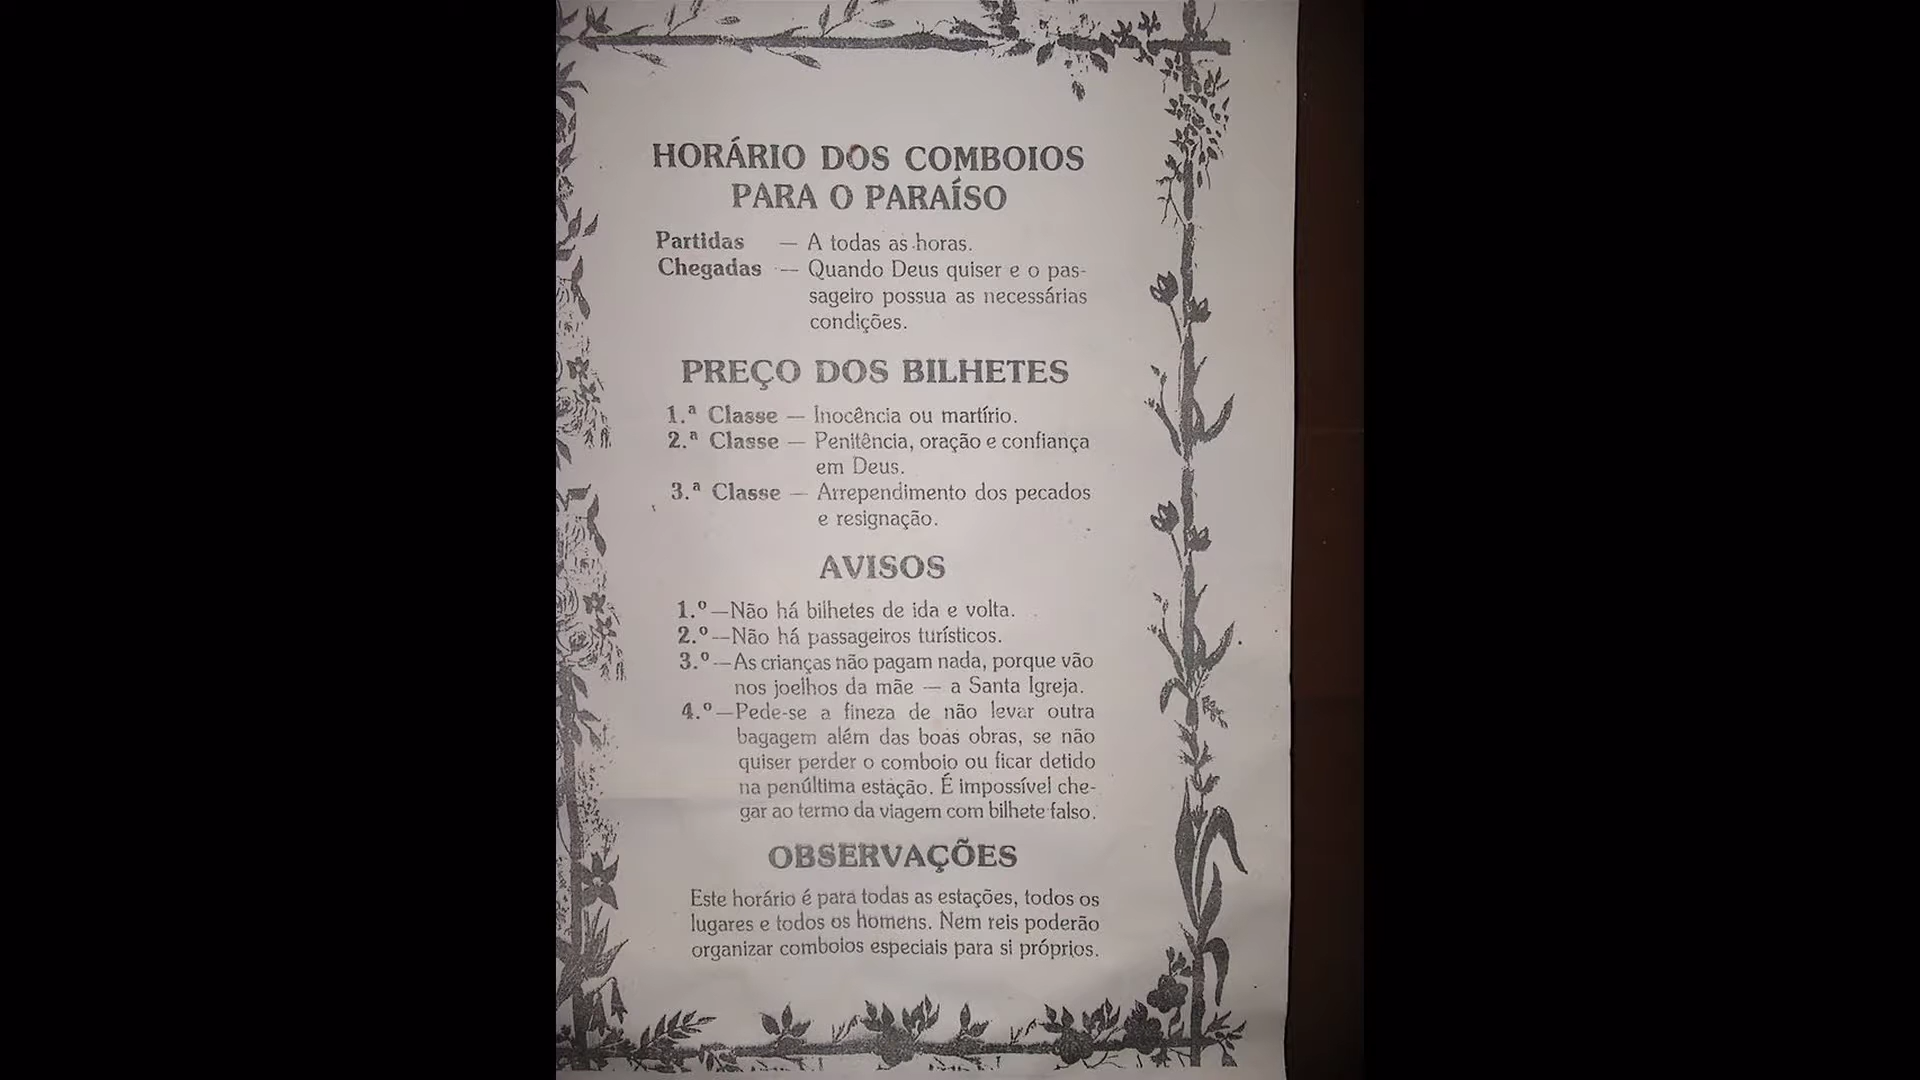 HORÁRIO DOS COMBOIOS
PARA O PARAÍSO
Partidas — A todas as horas.
Chegadas — Quando Deus quiser e o pas-
sageiro possua as necessárias
condições.
PREÇO DOS BILHETES
1.ª Classe — Inocência ou martírio.
2.ª Classe — Penitência, oração e confiança
em Deus.
3.ª Classe — Arrependimento dos pecados
e resignação.
AVISOS
1.º—Não há bilhetes de ida e volta.
2.º—Não há passageiros turísticos.
3.º—As crianças não pagam nada, porque vão
nos joelhos da mãe — a Santa Igreja.
4.º—Pede-se a fineza de não levar outra
bagagem além das boas obras, se não
quiser perder o comboio ou ficar detido
na penúltima estação. É impossível che-
gar ao termo da viagem com bilhete falso.
OBSERVAÇÕES
Este horário é para todas as estações, todos os
lugares e todos os homens. Nem reis poderão
organizar comboios especiais para si próprios.